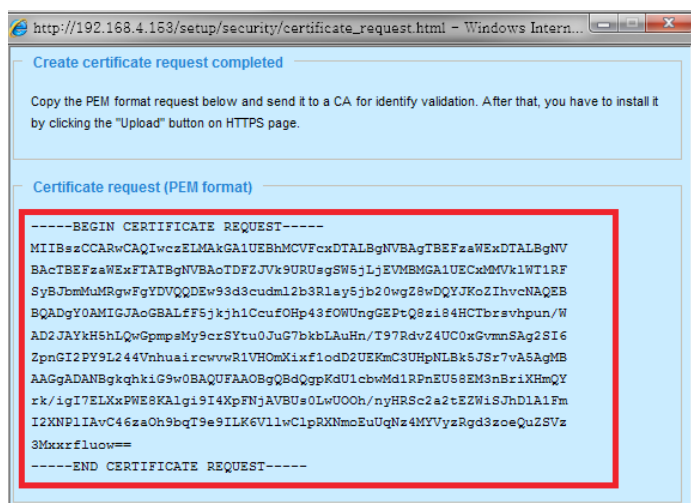 http://192.168.4.153/setup/security/certificate_request.html - Windows Intern...
Create certificate request completed
Copy the PEM format request below and send it to a CA for identify validation. After that, you have to install it
by clicking the "Upload" button on HTTPS page.
Certificate request (PEM format)
-----BEGIN CERTIFICATE REQUEST-----
MIIBszCCARwCAQIwczELMAkGA1UEBhMCVFcxDTALBgNVBAgTBEFzaWExDTALBgNV
BAcTBEFzaWExFTATBgNVBAoTDFZJVk9URUsgSW5jLjEVMBMGA1UECxMMVklWT1RF
SyBJbmMuMRgwFgYDVQQDEw93d3cudml2b3Rlay5jb20wgZ8wDQYJKoZIhvcNAQEB
BQADgY0AMIGJAoGBALfF5jkjh1CcufOHp43fOWUngGEPtQ8zi84HCTbrsvhpun/W
AD2JAYkH5hLQwGpmpsMy9crSYtu0JuG7bkbLAuHn/T97RdvZ4UC0xGvmnSAg2SI6
ZpnGI2PY9L244VnhuaircwvwR1VHOmXixf1odD2UEKmC3UHpNLBk5JSr7vA5AgMB
AAGgADANBgkqhkiG9w0BAQUFAAOBgQBdQgpKdU1cbwMd1RPnEU58EM3nBriXHmQY
rk/igI7ELXxPWE8KAlgi9I4XpFNjAVBUs0LwUOOh/nyHRSc2a2tEZWiSJhDlA1Fm
I2XNPlIAvC46zaOh9bqT9e9ILK6VllwClpRXNmoEuUqNz4MYVyzRgd3zoeQuZSVz
3Mxxrfluow==
-----END CERTIFICATE REQUEST-----